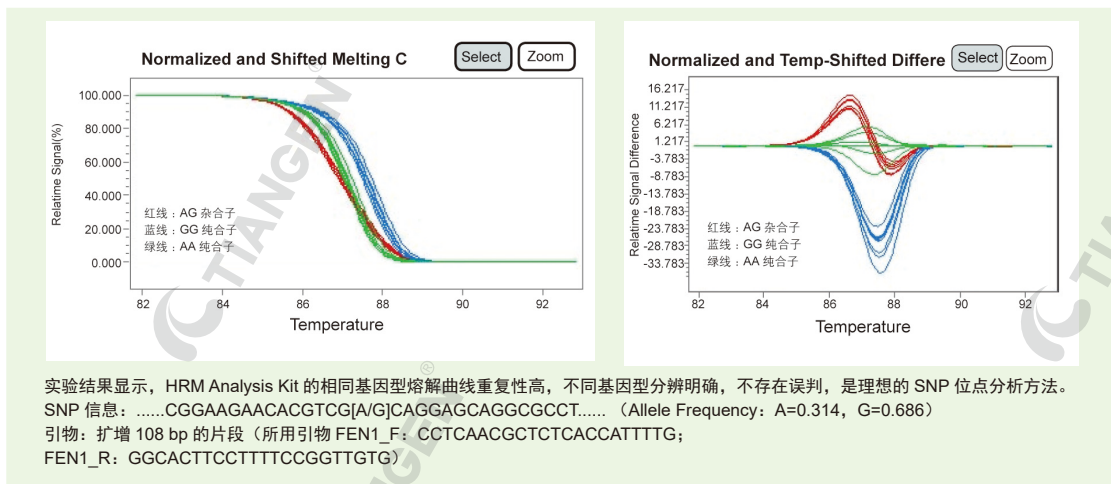 Normalized and Shifted Melting C
Select
Zoom
Relatime Signal(%)
100.000
80.000
60.000
40.000
20.000
0.000
红线：AG 杂合子
蓝线：GG 纯合子
绿线：AA 纯合子
82
84
86
88
90
92
Temperature
Normalized and Temp-Shifted Differe
Select
Zoom
Relatime Signal Difference
16.217
11.217
6.217
1.217
-3.783
-8.783
-13.783
-18.783
-23.783
-28.783
-33.783
红线：AG 杂合子
蓝线：GG 纯合子
绿线：AA 纯合子
82
84
86
88
90
92
Temperature
TIANGEN®
实验结果显示，HRM Analysis Kit 的相同基因型熔解曲线重复性高，不同基因型分辨明确，不存在误判，是理想的 SNP 位点分析方法。
SNP 信息：......CGGAAGAACACGTCG[A/G]CAGGAGCAGGCGCCT...... （Allele Frequency：A=0.314，G=0.686）
引物：扩增 108 bp 的片段（所用引物 FEN1_F：CCTCAACGCTCTCACCATTTTG；
FEN1_R：GGCACTTCCTTTTCCGGTTGTG）